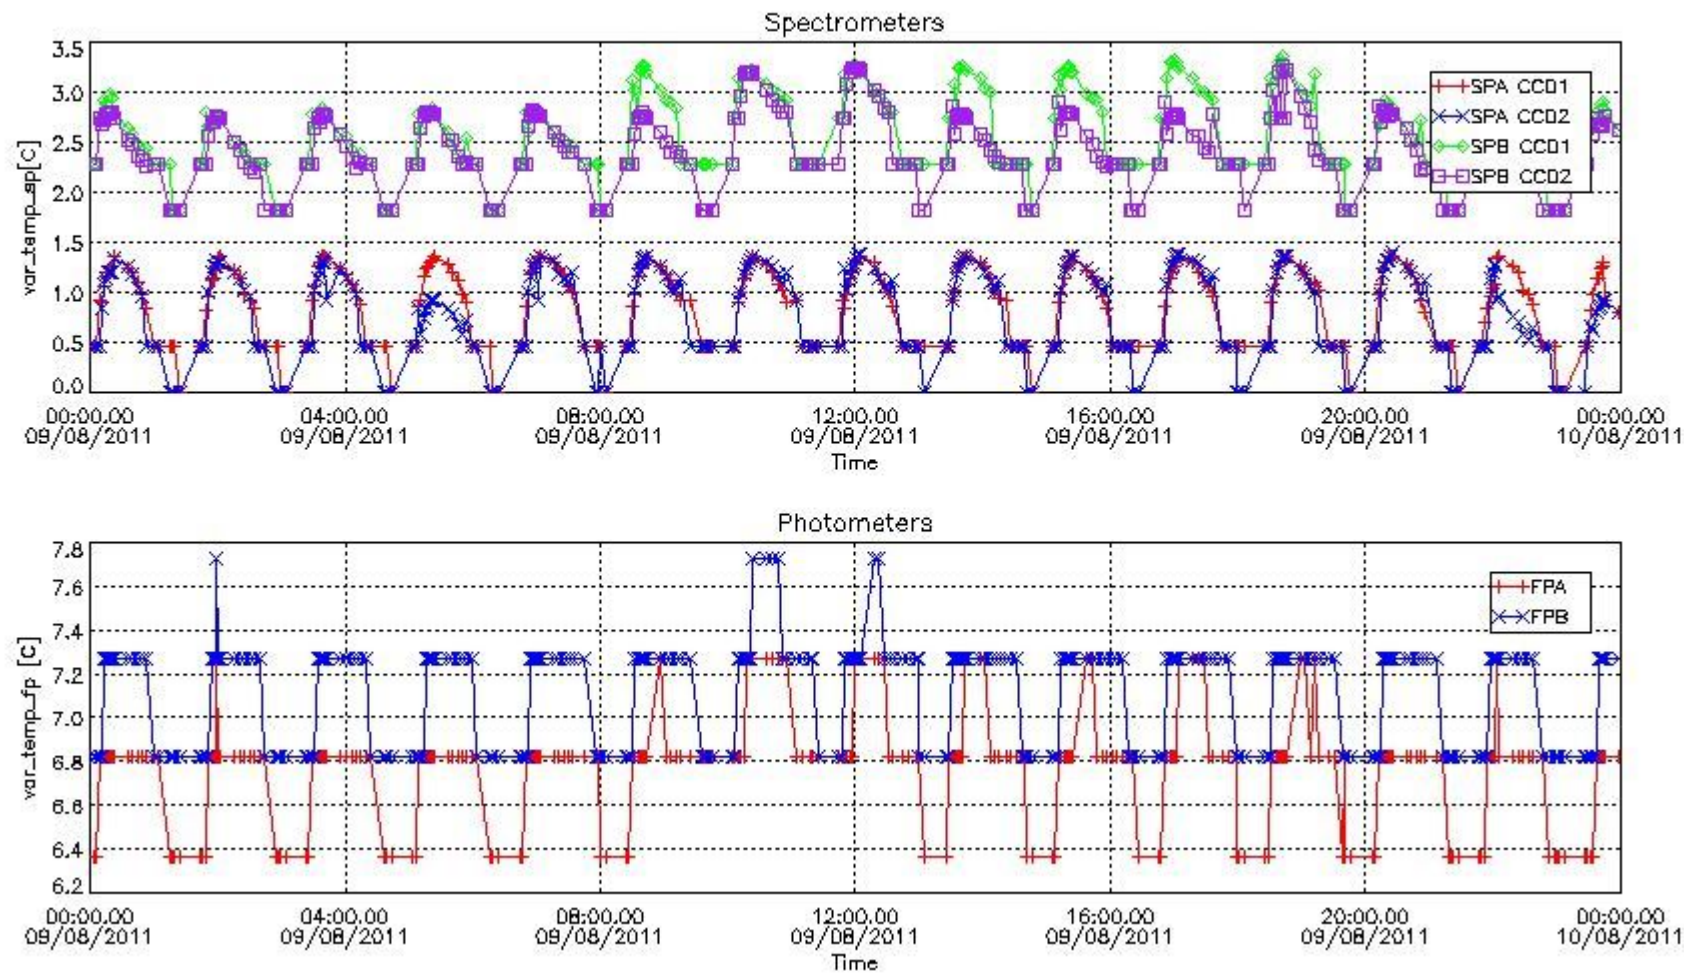 Spectrometers
var_temp_sp[C]
3.5
3.0
2.5
2.0
1.5
1.0
0.5
0.0
SPA CCD1
SPA CCD2
SPB CCD1
SPB CCD2
00:00.00 04:00.00 08:00.00 12:00.00 16:00.00 20:00.00 00:00.00
09/08/2011 09/08/2011 09/08/2011 09/08/2011 09/08/2011 09/08/2011 10/08/2011
Time
Photometers
var_temp_fp [C]
7.8
7.6
7.4
7.2
7.0
6.8
6.6
6.4
6.2
FPA
FPB
00:00.00 04:00.00 08:00.00 12:00.00 16:00.00 20:00.00 00:00.00
09/08/2011 09/08/2011 09/08/2011 09/08/2011 09/08/2011 09/08/2011 10/08/2011
Time